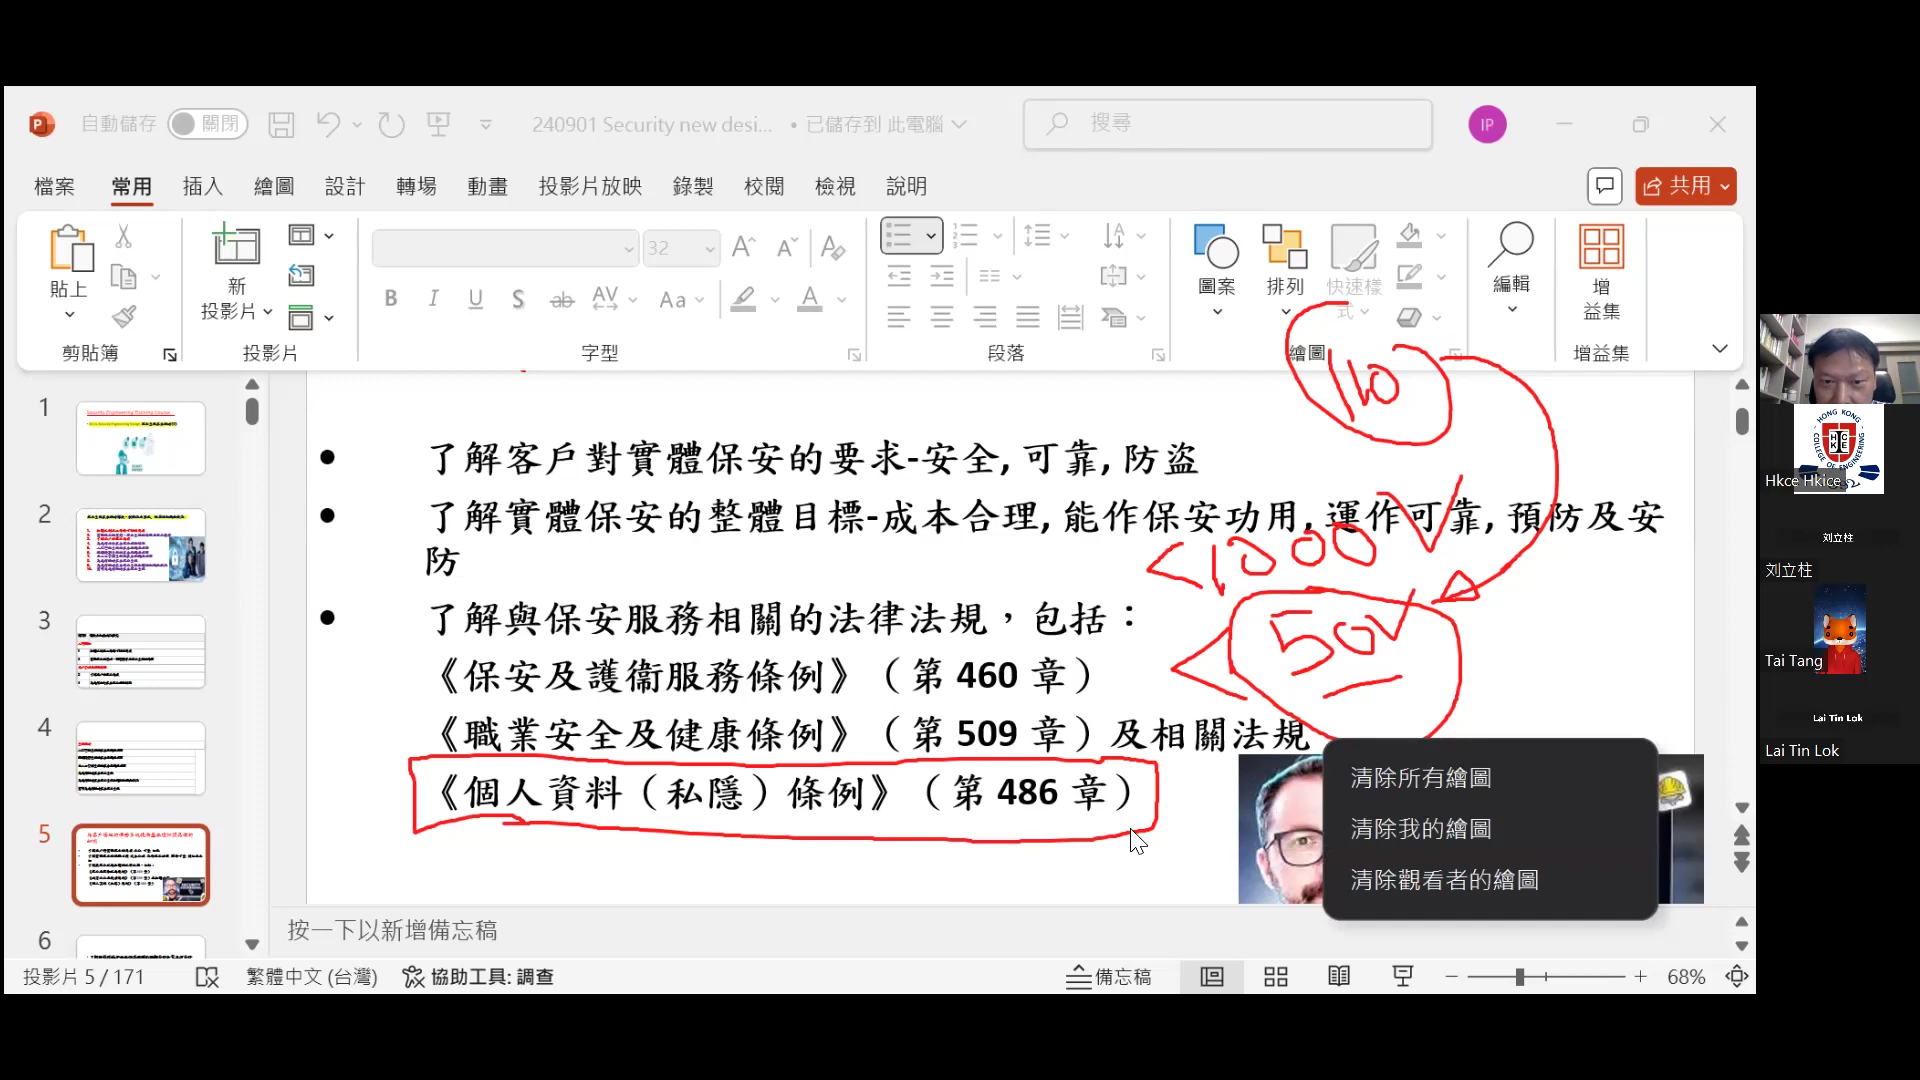 自動儲存
關閉
240901 Security new desi... • 已儲存到 此電腦
搜尋
IP
檔案 常用 插入 繪圖 設計 轉場 動畫 投影片放映 錄製 校閱 檢視 說明
共用
貼上
新
投影片
32
B I U S ab AV Aa A
圖案
排列
快速樣
式
編輯
增
益集
剪貼簿
投影片
字型
段落
繪圖
增益集
110
了解客戶對實體保安的要求-安全, 可靠, 防盜
了解實體保安的整體目標-成本合理, 能作保安功用, 運作可靠, 預防及安
防
<1000V
了解與保安服務相關的法律法規，包括：
50V
《保安及護衞服務條例》（第 460 章）
《職業安全及健康條例》（第 509 章）及相關法規
《個人資料（私隱）條例》（第 486 章）
清除所有繪圖
清除我的繪圖
清除觀看者的繪圖
1
2
3
4
5
6
按一下以新增備忘稿
投影片 5 / 171
繁體中文 (台灣)
協助工具: 調查
備忘稿
68%
HONG KONG
HKCE
COLLEGE OF ENGINEERING
Hkce Hkice
刘立柱
刘立柱
Tai Tang
Lai Tin Lok
Lai Tin Lok